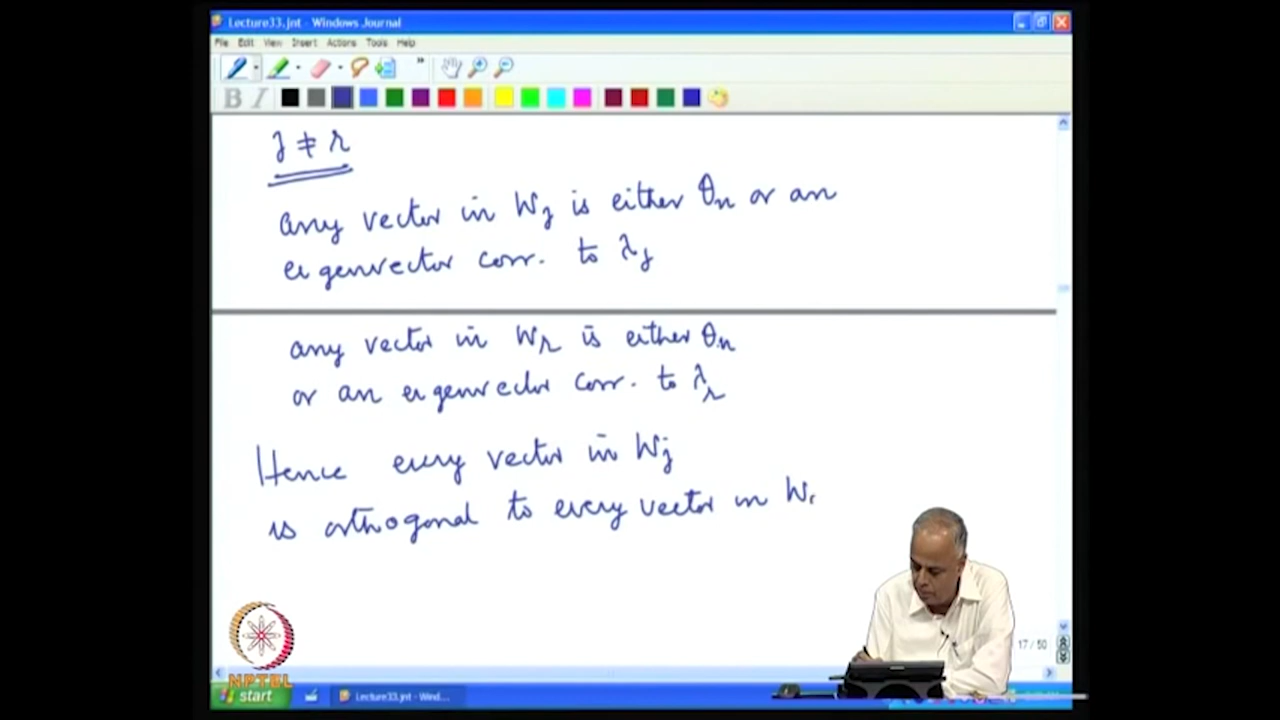 Lecture33.jnt - Windows Journal
File Edit View Insert Actions Tools Help
B I
j ≠ r
any vector in Wj is either θn or an
eigenvector corr. to λj
any vector in Wr is either θn
or an eigenvector corr. to λr
Hence every vector in Wj
is orthogonal to every vector in W
17 / 50
NPTEL
start
Lecture33.jnt - Wind...